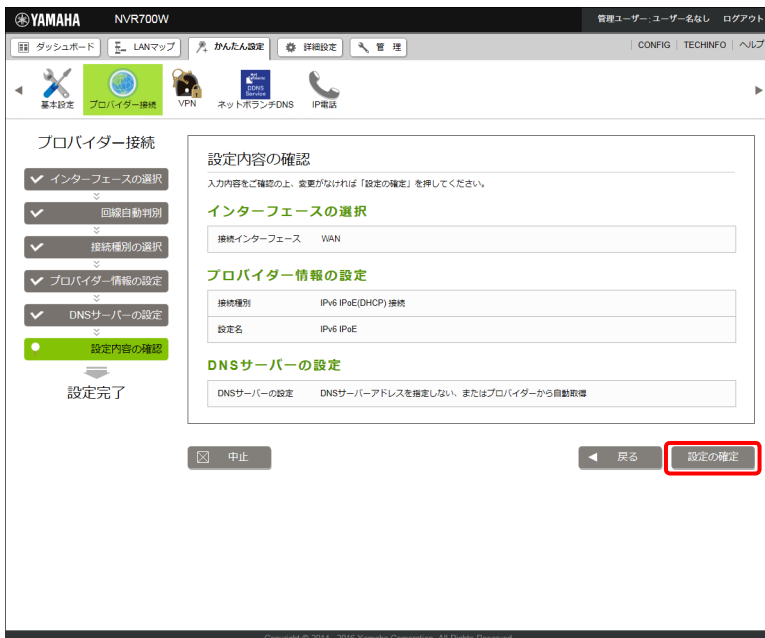 YAMAHA NVR700W 管理ユーザー:ユーザー名なし ログアウト
ダッシュボード LANマップ かんたん設定 詳細設定 管 理 CONFIG TECHINFO ヘルプ
基本設定 プロバイダー接続 VPN DDNS Service ネットボランチDNS IP電話
プロバイダー接続
インターフェースの選択
回線自動判別
接続種別の選択
プロバイダー情報の設定
DNSサーバーの設定
設定内容の確認
設定完了
設定内容の確認
入力内容をご確認の上、変更がなければ「設定の確定」を押してください。
インターフェースの選択
接続インターフェース WAN
プロバイダー情報の設定
接続種別 IPv6 IPoE(DHCP) 接続
設定名 IPv6 IPoE
DNSサーバーの設定
DNSサーバーの設定 DNSサーバーアドレスを指定しない、またはプロバイダーから自動取得
中止 戻る 設定の確定
Copyright © 2014 - 2016 Yamaha Corporation. All Rights Reserved.